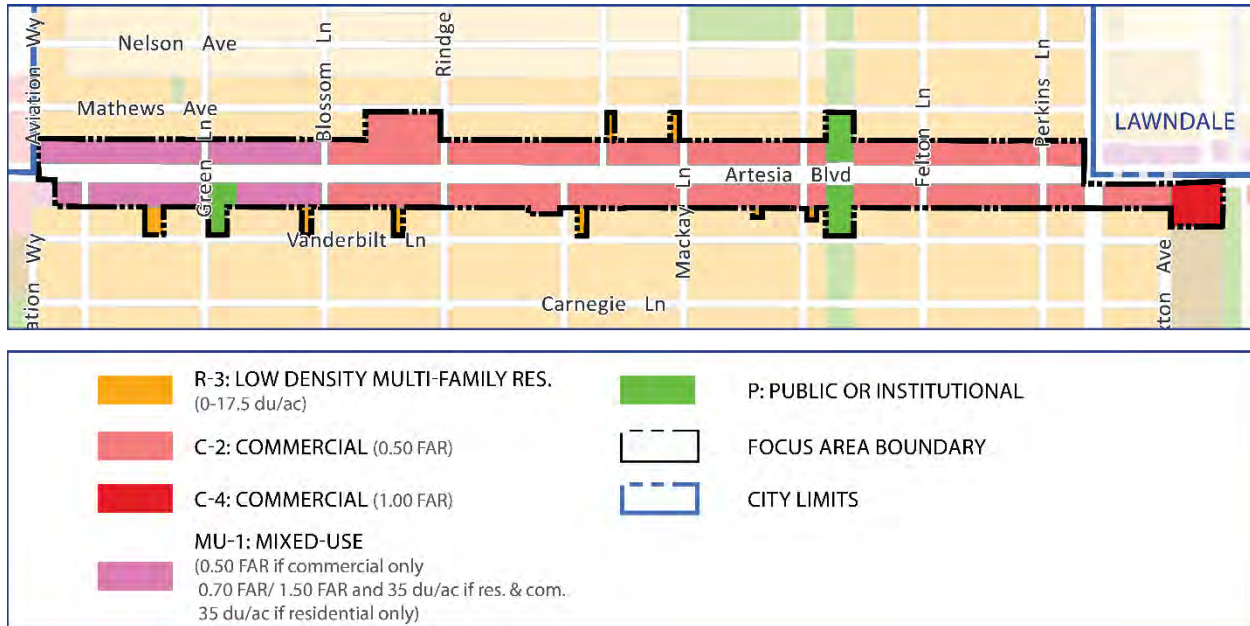 Nelson Ave
Mathews Ave
Aviation Wy
Green Ln
Blossom Ln
Rindge
Perkins Ln
LAWNDALE
Felton Ln
Artesia Blvd
Mackay Ln
Vanderbilt Ln
ation Wy
Carnegie Ln
xton Ave
R-3: LOW DENSITY MULTI-FAMILY RES.
(0-17.5 du/ac)
C-2: COMMERCIAL (0.50 FAR)
C-4: COMMERCIAL (1.00 FAR)
MU-1: MIXED-USE
(0.50 FAR if commercial only
0.70 FAR/ 1.50 FAR and 35 du/ac if res. & com.
35 du/ac if residential only)
P: PUBLIC OR INSTITUTIONAL
FOCUS AREA BOUNDARY
CITY LIMITS